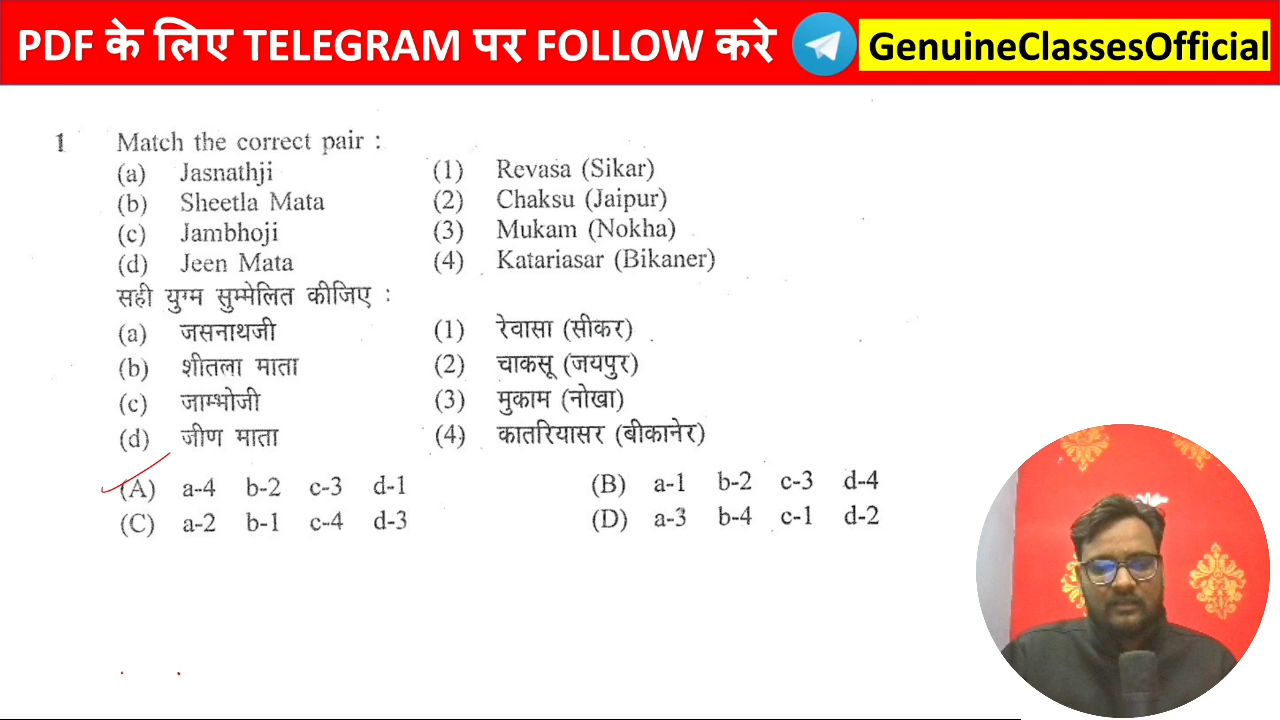 PDF के लिए TELEGRAM पर FOLLOW करे GenuineClassesOfficial
1 Match the correct pair :
(a) Jasnathji (1) Revasa (Sikar)
(b) Sheetla Mata (2) Chaksu (Jaipur)
(c) Jambhoji (3) Mukam (Nokha)
(d) Jeen Mata (4) Katariasar (Bikaner)
सही युग्म सुम्मेलित कीजिए :
(a) जसनाथजी (1) रेवासा (सीकर)
(b) शीतला माता (2) चाकसू (जयपुर)
(c) जाम्भोजी (3) मुकाम (नोखा)
(d) जीण माता (4) कातरियासर (बीकानेर)
(A) a-4 b-2 c-3 d-1 (B) a-1 b-2 c-3 d-4
(C) a-2 b-1 c-4 d-3 (D) a-3 b-4 c-1 d-2